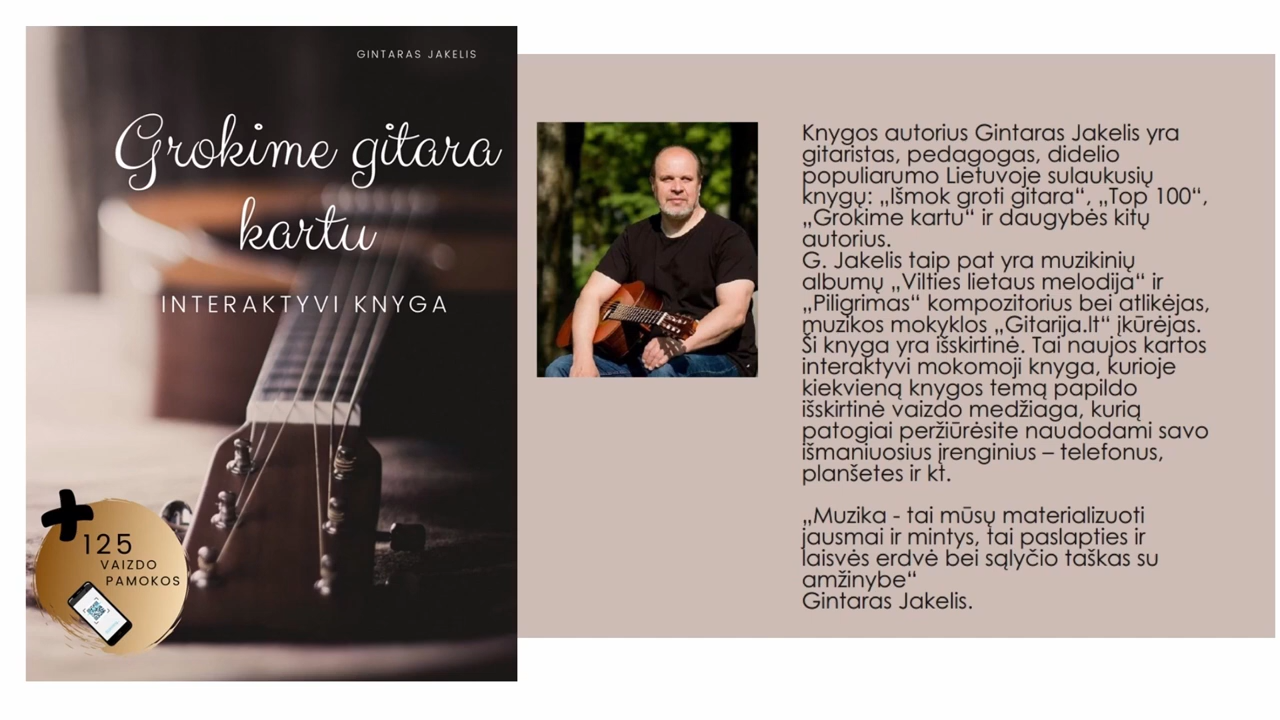 GINTARAS JAKELIS
Grokime gitara
kartu
INTERAKTYVI KNYGA
125
VAIZDO
PAMOKOS
Knygos autorius Gintaras Jakelis yra
gitaristas, pedagogas, didelio
populiarumo Lietuvoje sulaukusių
knygų: „Išmok groti gitara“, „Top 100“,
„Grokime kartu“ ir daugybės kitų
autorius.
G. Jakelis taip pat yra muzikinių
albumų „Vilties lietaus melodija“ ir
„Piligrimas“ kompozitorius bei atlikėjas,
muzikos mokyklos „Gitarija.lt“ įkūrėjas.
Ši knyga yra išskirtinė. Tai naujos kartos
interaktyvi mokomoji knyga, kurioje
kiekvieną knygos temą papildo
išskirtinė vaizdo medžiaga, kurią
patogiai peržiūrėsite naudodami savo
išmaniuosius įrenginius – telefonus,
planšetes ir kt.
„Muzika - tai mūsų materializuoti
jausmai ir mintys, tai paslapties ir
laisvės erdvė bei sąlyčio taškas su
amžinybe“
Gintaras Jakelis.